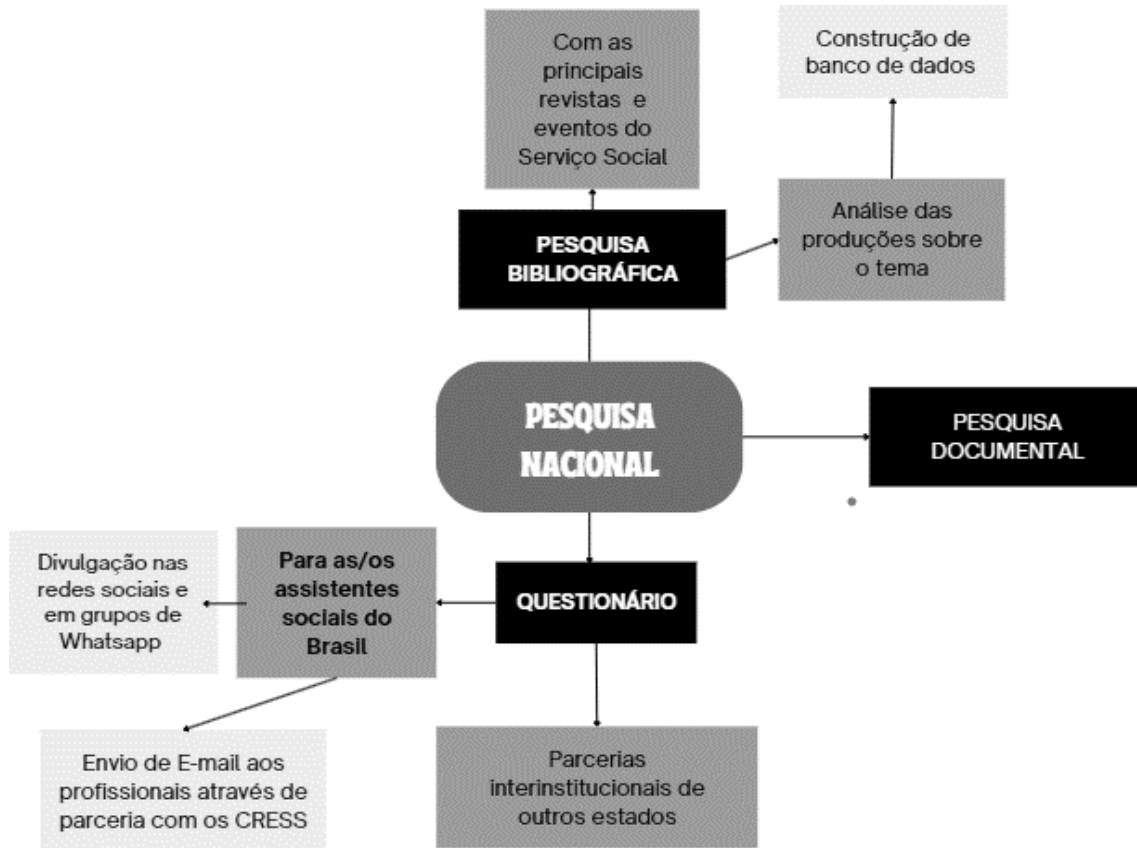 Com as
principais
revistas e
eventos do
Serviço Social
Construção de
banco de dados
PESQUISA
BIBLIOGRÁFICA
Análise das
produções sobre
o tema
PESQUISA
NACIONAL
PESQUISA
DOCUMENTAL
Divulgação nas
redes sociais e
em grupos de
Whatsapp
Para as/os
assistentes
sociais do
Brasil
QUESTIONÁRIO
Envio de E-mail aos
profissionais através de
parceria com os CRESS
Parcerias
interinstitucionais de
outros estados